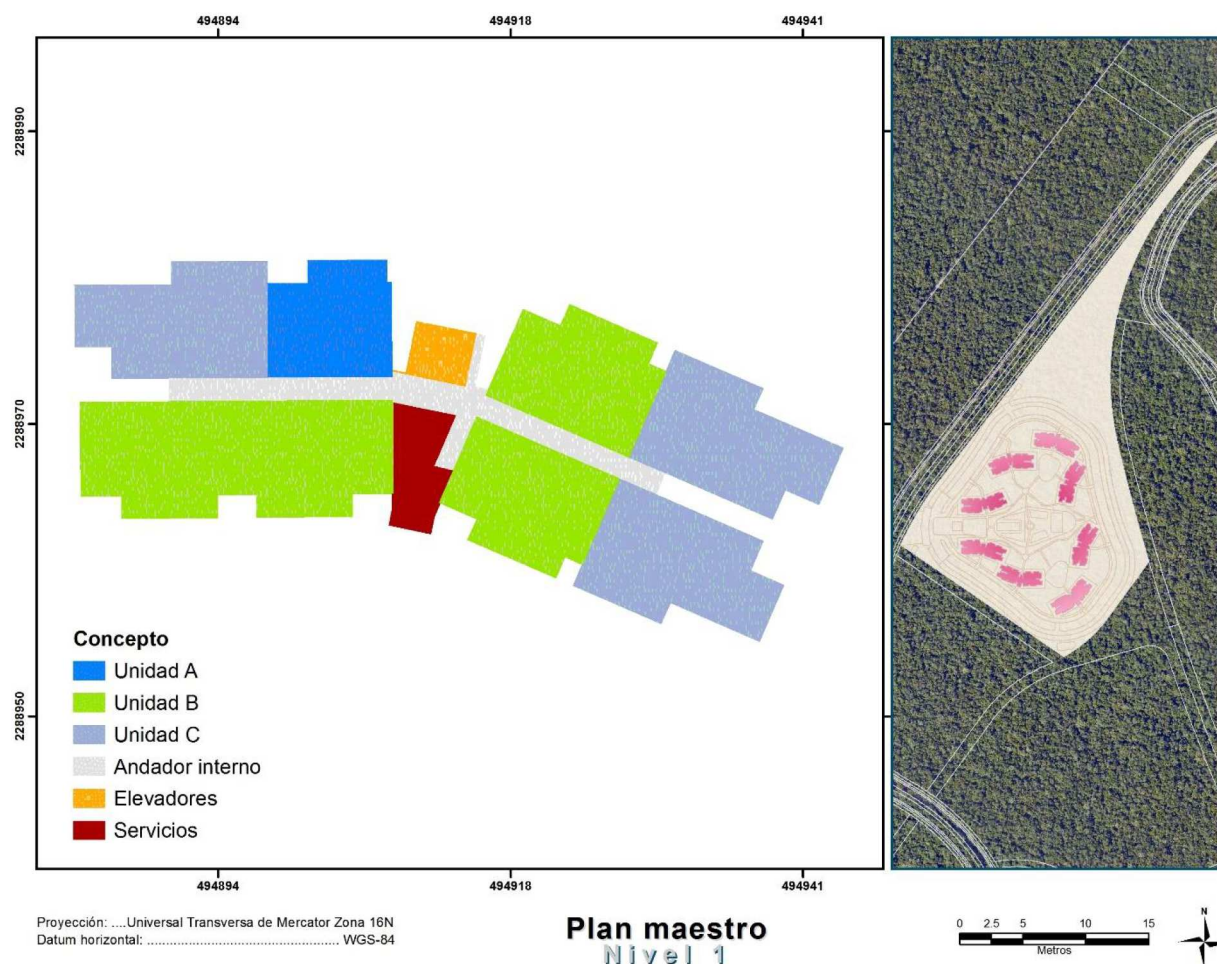 494894
494918
494941
2288990
2288970
2288950
Concepto
Unidad A
Unidad B
Unidad C
Andador interno
Elevadores
Servicios
494894
494918
494941
Proyección: ....Universal Transversa de Mercator Zona 16N
Datum horizontal: ................................................ WGS-84
Plan maestro
Nivel 1
0 2.5 5 10 15
Metros
N